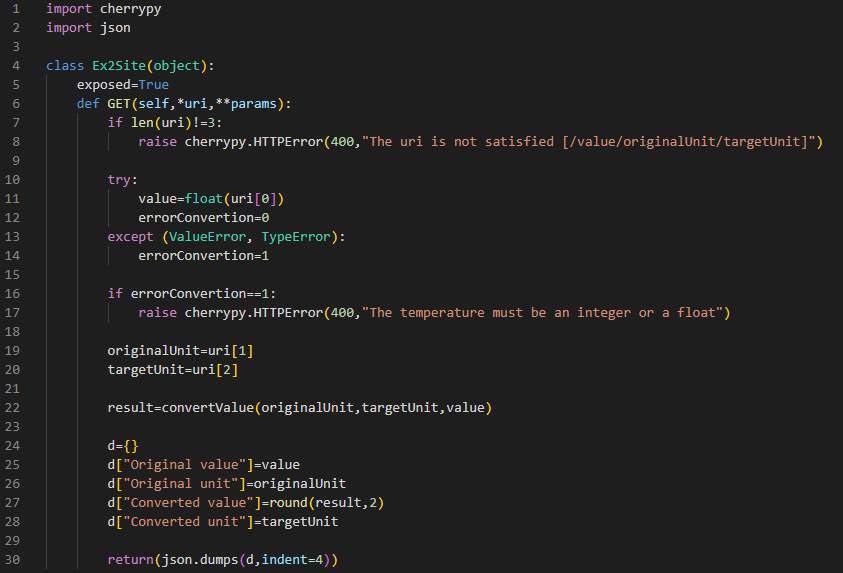 1 import cherrypy
2 import json
3
4 class Ex2Site(object):
5     exposed=True
6     def GET(self,*uri,**params):
7         if len(uri)!=3:
8             raise cherrypy.HTTPError(400,"The uri is not satisfied [/value/originalUnit/targetUnit]")
9
10         try:
11             value=float(uri[0])
12             errorConvertion=0
13         except (ValueError, TypeError):
14             errorConvertion=1
15
16         if errorConvertion==1:
17             raise cherrypy.HTTPError(400,"The temperature must be an integer or a float")
18
19         originalUnit=uri[1]
20         targetUnit=uri[2]
21
22         result=convertValue(originalUnit,targetUnit,value)
23
24         d={}
25         d["Original value"]=value
26         d["Original unit"]=originalUnit
27         d["Converted value"]=round(result,2)
28         d["Converted unit"]=targetUnit
29
30         return(json.dumps(d,indent=4))